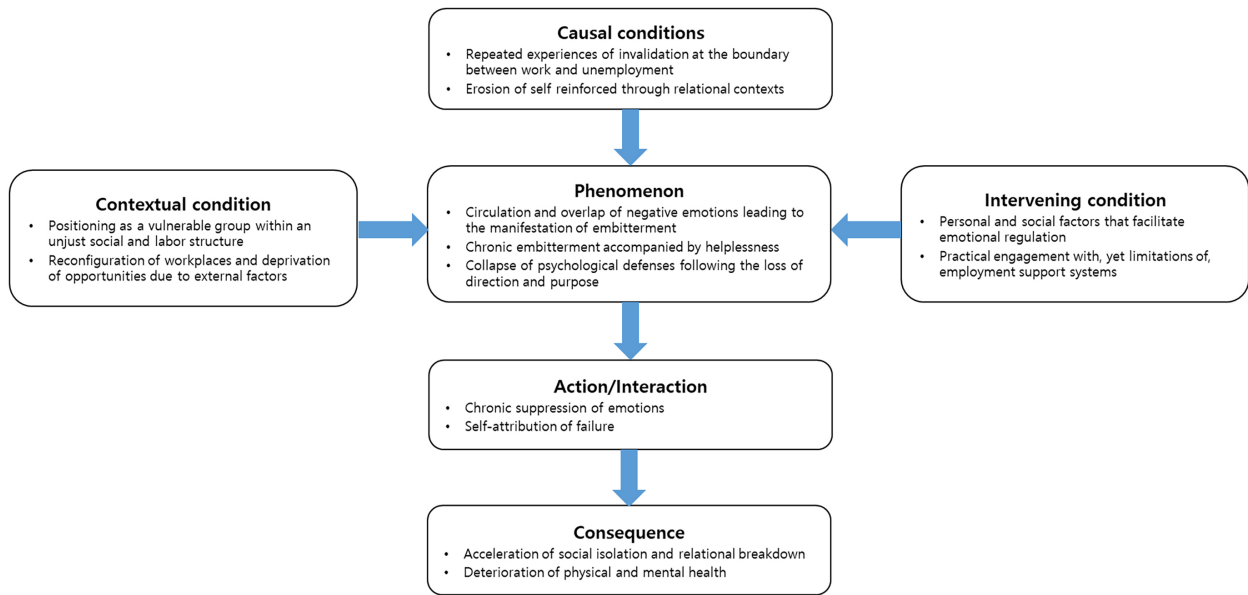 Causal conditions
• Repeated experiences of invalidation at the boundary
between work and unemployment
• Erosion of self reinforced through relational contexts
Contextual condition
• Positioning as a vulnerable group within an
unjust social and labor structure
• Reconfiguration of workplaces and deprivation
of opportunities due to external factors
Phenomenon
• Circulation and overlap of negative emotions leading to
the manifestation of embitterment
• Chronic embitterment accompanied by helplessness
• Collapse of psychological defenses following the loss of
direction and purpose
Intervening condition
• Personal and social factors that facilitate
emotional regulation
• Practical engagement with, yet limitations of,
employment support systems
Action/Interaction
• Chronic suppression of emotions
• Self-attribution of failure
Consequence
• Acceleration of social isolation and relational breakdown
• Deterioration of physical and mental health